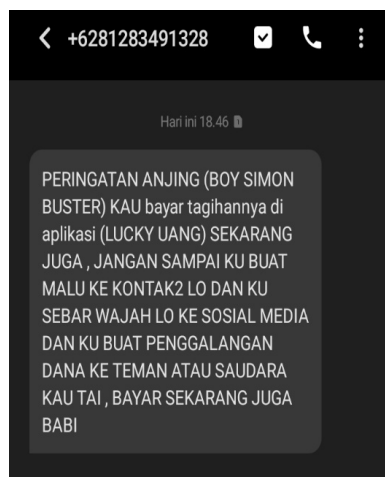 +6281283491328
Hari ini 18.46
PERINGATAN ANJING (BOY SIMON
BUSTER) KAU bayar tagihannya di
aplikasi (LUCKY UANG) SEKARANG
JUGA , JANGAN SAMPAI KU BUAT
MALU KE KONTAK2 LO DAN KU
SEBAR WAJAH LO KE SOSIAL MEDIA
DAN KU BUAT PENGGALANGAN
DANA KE TEMAN ATAU SAUDARA
KAU TAI , BAYAR SEKARANG JUGA
BABI